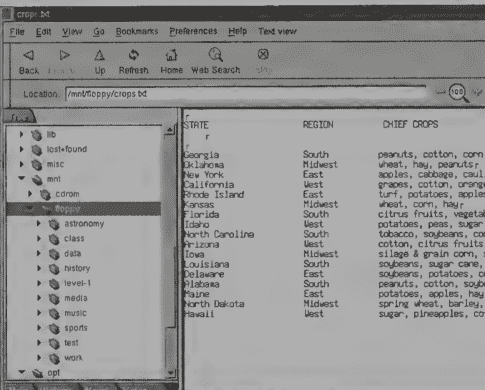 crops.txt
File Edit View Go Bookmarks Preferences Help Text view
Back Up Refresh Home Web Search
Location: /mnt/floppy/crops.txt
100
STATE REGION CHIEF CROPS
r
r
r
Georgia South peanuts, cotton, corn
Oklahoma Midwest wheat, hay, peanutsr
New York East apples, cabbage, caul
California West grapes, cotton, orang
Rhode Island East turf, potatoes, apples
Kansas Midwest wheat, corn, hayr
Florida South citrus fruits, vegetab
Idaho West potatoes, peas, sugar
North Carolina South tobacco, soybeans, co
Arizona West cotton, citrus fruits
Iowa Midwest silage & grain corn, s
Louisiana South soybeans, sugar cane,
Delaware East soybeans, potatoes, c
Alabama South peanuts, cotton, soyb
Maine East potatoes, apples, hay
North Dakota Midwest spring wheat, barley,
Hawaii West sugar, pineapples, co
lib
lost+found
misc
mnt
cdrom
floppy
astronomy
class
data
history
level-1
media
music
sports
test
work
opt